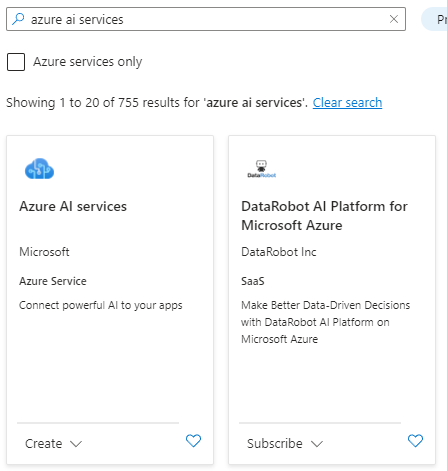 azure ai services
Pr
Azure services only
Showing 1 to 20 of 755 results for 'azure ai services'. Clear search
Azure AI services
Microsoft
Azure Service
Connect powerful AI to your apps
Create
DataRobot
DataRobot AI Platform for
Microsoft Azure
DataRobot Inc
SaaS
Make Better Data-Driven Decisions
with DataRobot AI Platform on
Microsoft Azure
Subscribe